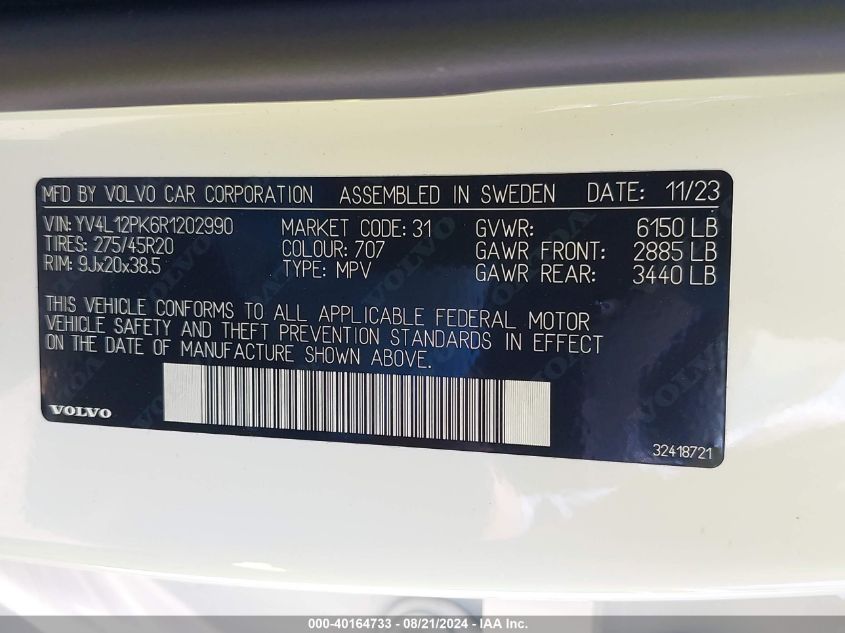 MFD BY VOLVO CAR CORPORATION ASSEMBLED IN SWEDEN DATE: 11/23
VIN: YV4L12PK6R1202990 MARKET CODE: 31 GVWR: 6150 LB
TIRES: 275/45R20 COLOUR: 707 GAWR FRONT: 2885 LB
RIM: 9Jx20x38.5 TYPE: MPV GAWR REAR: 3440 LB
THIS VEHICLE CONFORMS TO ALL APPLICABLE FEDERAL MOTOR
VEHICLE SAFETY AND THEFT PREVENTION STANDARDS IN EFFECT
ON THE DATE OF MANUFACTURE SHOWN ABOVE.
VOLVO
32418721
000-40164733 - 08/21/2024 - IAA Inc.